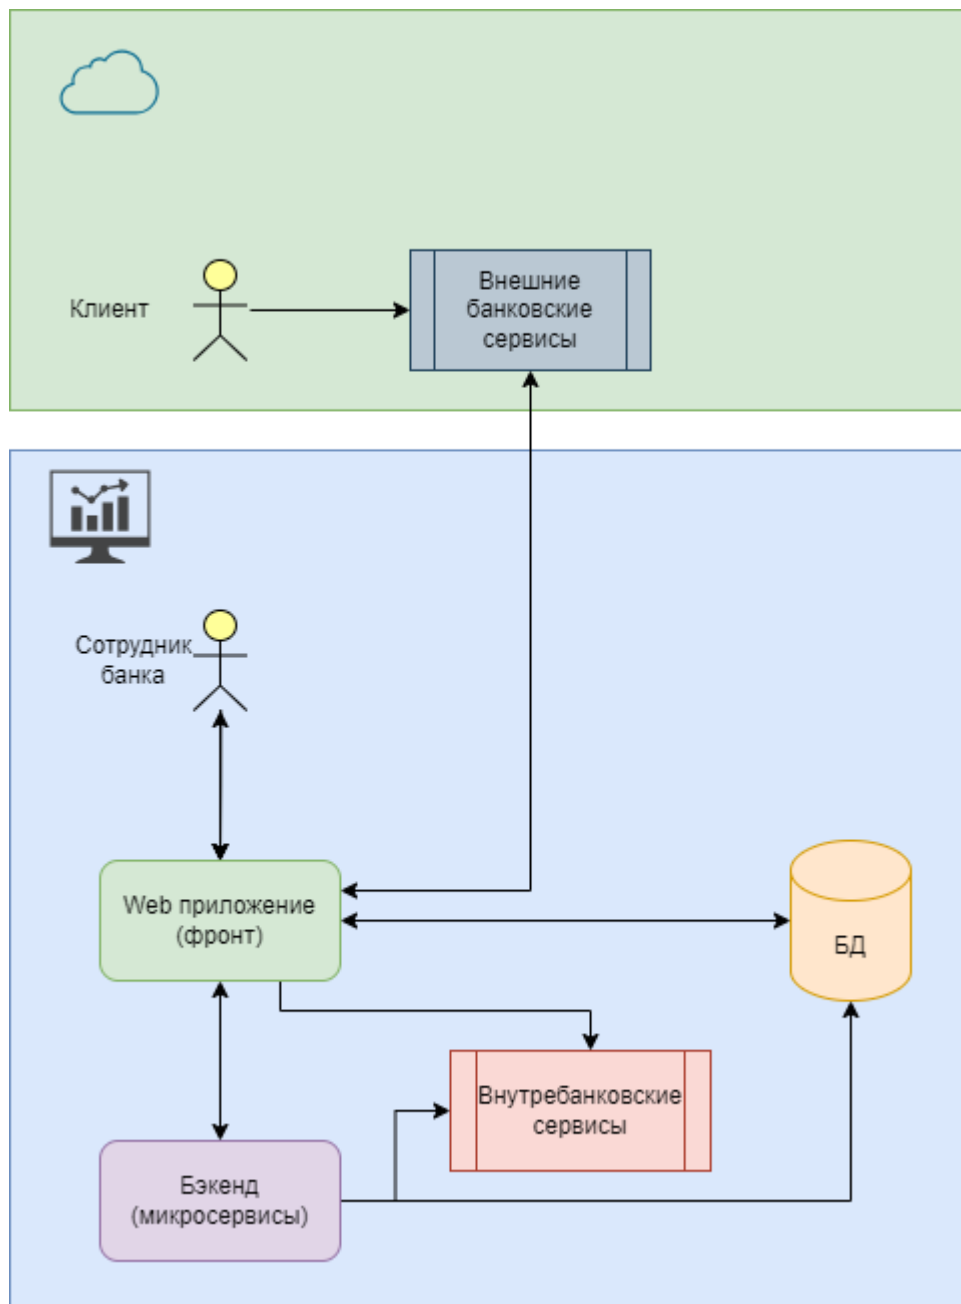 Клиент
Внешние
банковские
сервисы
Сотрудник
банка
Web приложение
(фронт)
БД
Внутребанковские
сервисы
Бэкенд
(микросервисы)